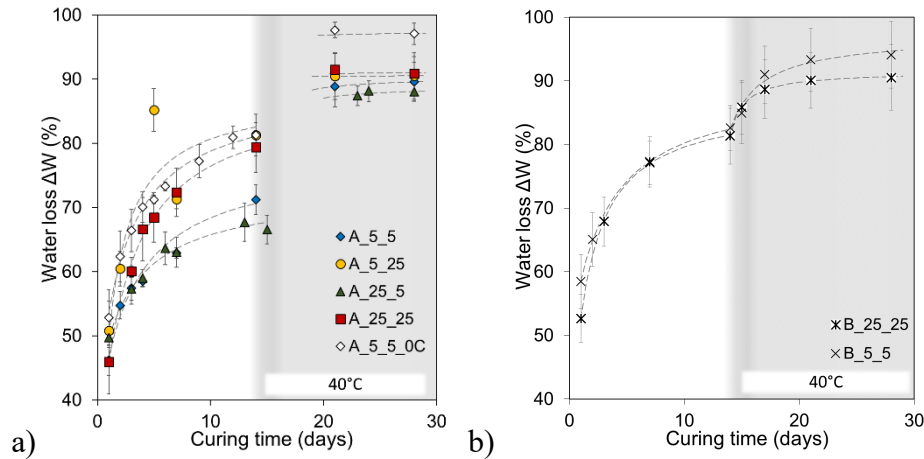 100
90
80
70
60
50
40
Water loss ΔW (%)
A_5_5
A_5_25
A_25_5
A_25_25
A_5_5_0C
40°C
0
10
20
30
Curing time (days)
a)
100
90
80
70
60
50
40
Water loss ΔW (%)
B_25_25
B_5_5
40°C
0
10
20
30
Curing time (days)
b)